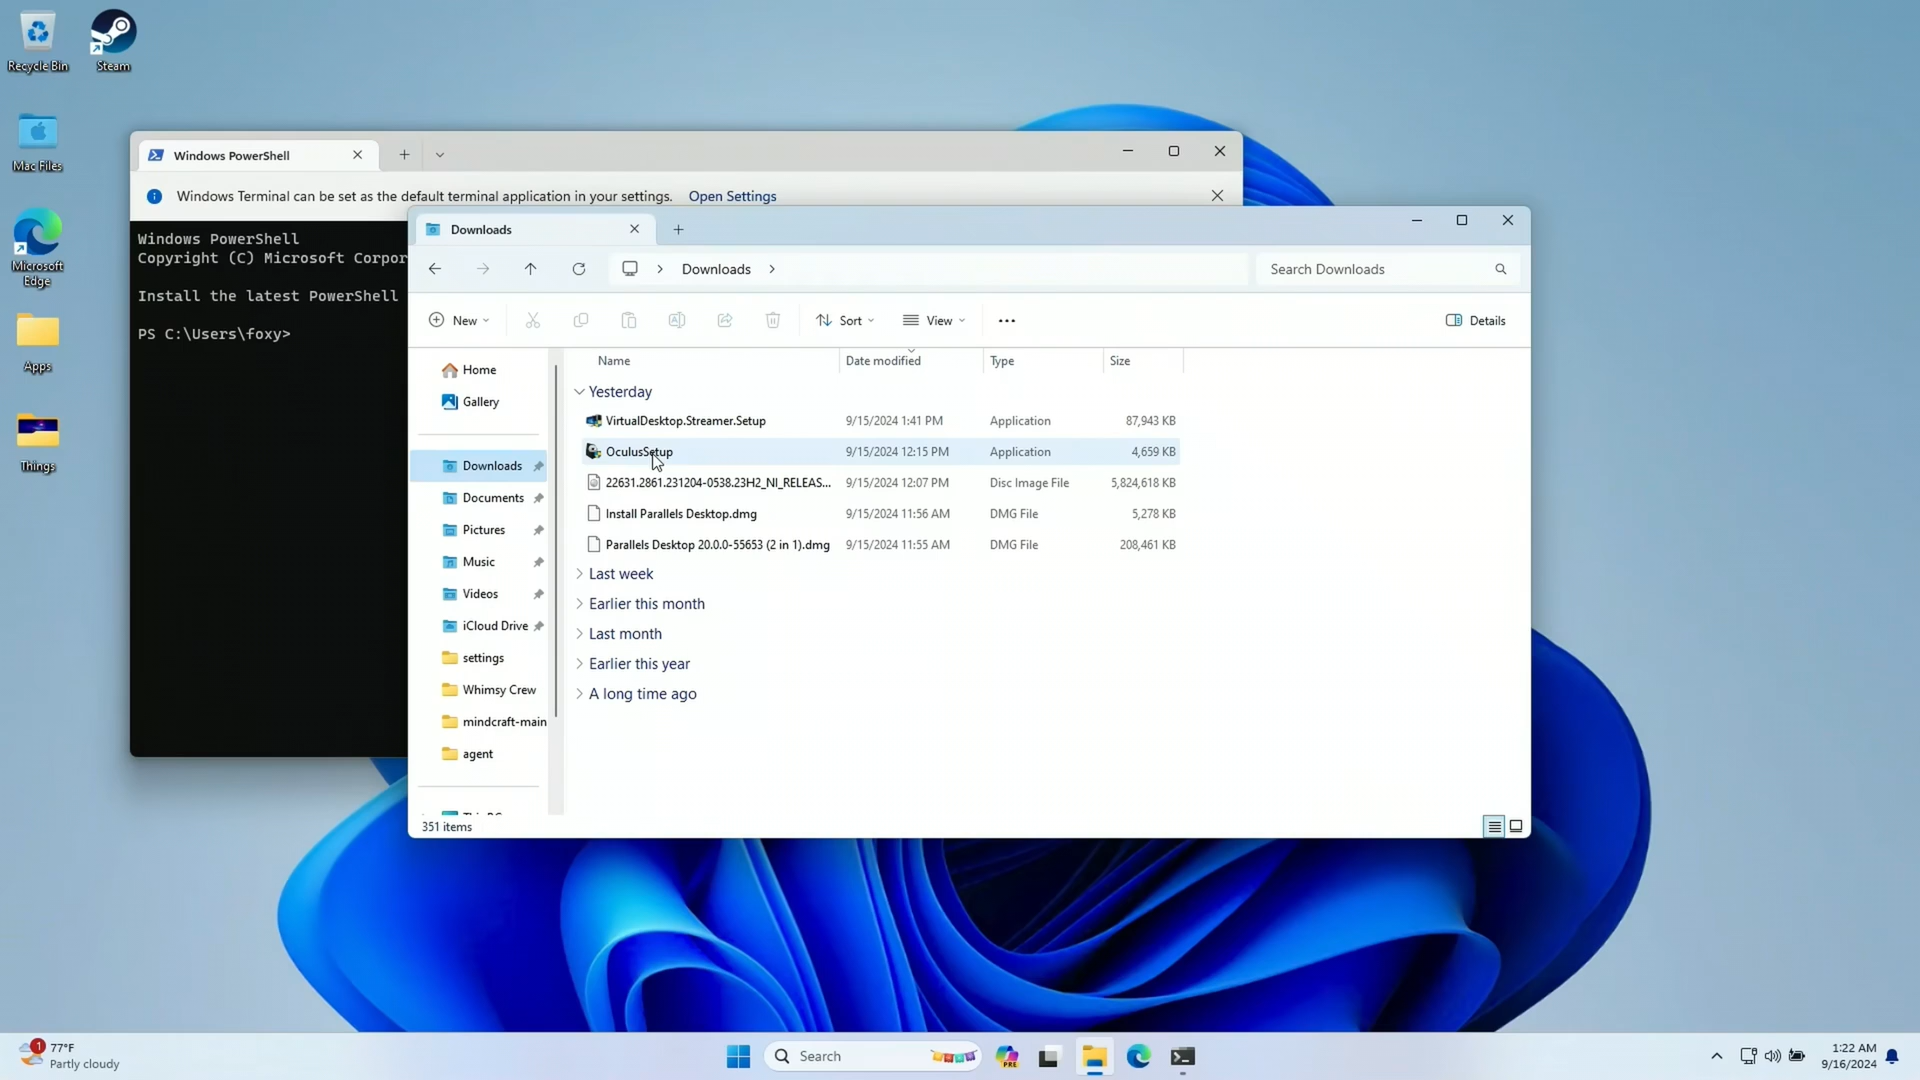 Recycle Bin
Steam
Mac Files
Microsoft
Edge
Apps
Things
Windows PowerShell
Windows Terminal can be set as the default terminal application in your settings. Open Settings
Windows PowerShell
Copyright (C) Microsoft Corpor
Install the latest PowerShell
PS C:\Users\foxy>
Downloads
Downloads
Search Downloads
New
Sort
View
Details
Name Date modified Type Size
Home
Gallery
Downloads
Documents
Pictures
Music
Videos
iCloud Drive
settings
Whimsy Crew
mindcraft-main
agent
Yesterday
VirtualDesktop.Streamer.Setup 9/15/2024 1:41 PM Application 87,943 KB
OculusSetup 9/15/2024 12:15 PM Application 4,659 KB
22631.2861.231204-0538.23H2_NI_RELEAS... 9/15/2024 12:07 PM Disc Image File 5,824,618 KB
Install Parallels Desktop.dmg 9/15/2024 11:56 AM DMG File 5,278 KB
Parallels Desktop 20.0.0-55653 (2 in 1).dmg 9/15/2024 11:55 AM DMG File 208,461 KB
Last week
Earlier this month
Last month
Earlier this year
A long time ago
351 items
1
77°F
Partly cloudy
Search
PRE
1:22 AM
9/16/2024